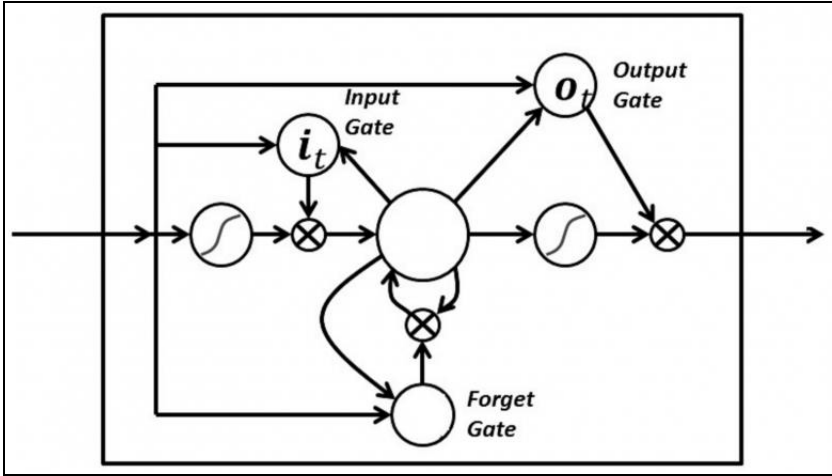 Input
Gate
i_t
o_t
Output
Gate
Forget
Gate